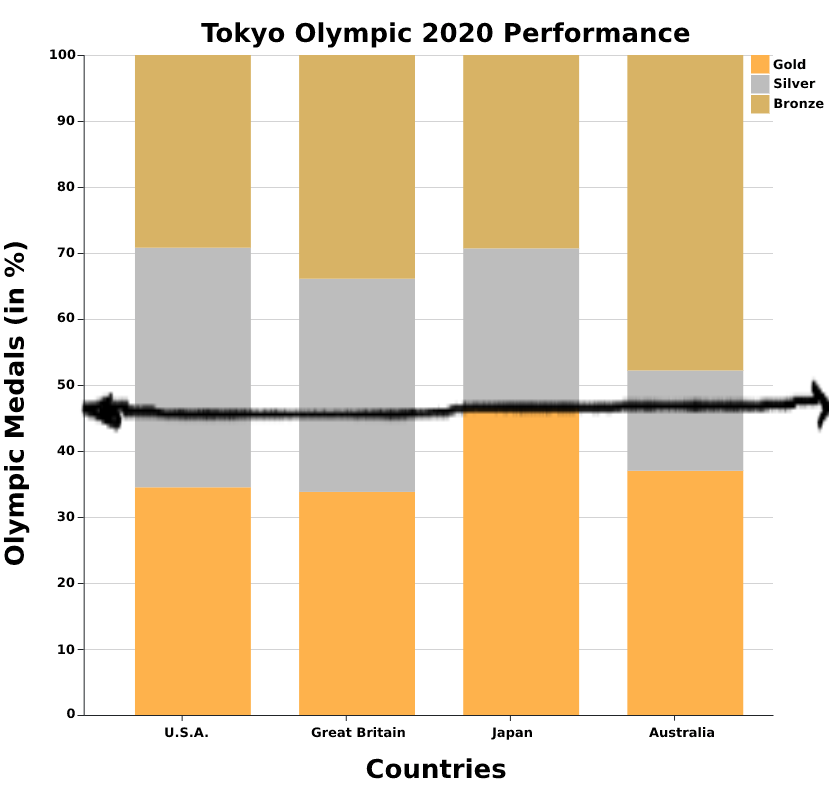 Tokyo Olympic 2020 Performance
Gold
Silver
Bronze
Olympic Medals (in %)
100
90
80
70
60
50
40
30
20
10
0
U.S.A. Great Britain Japan Australia
Countries